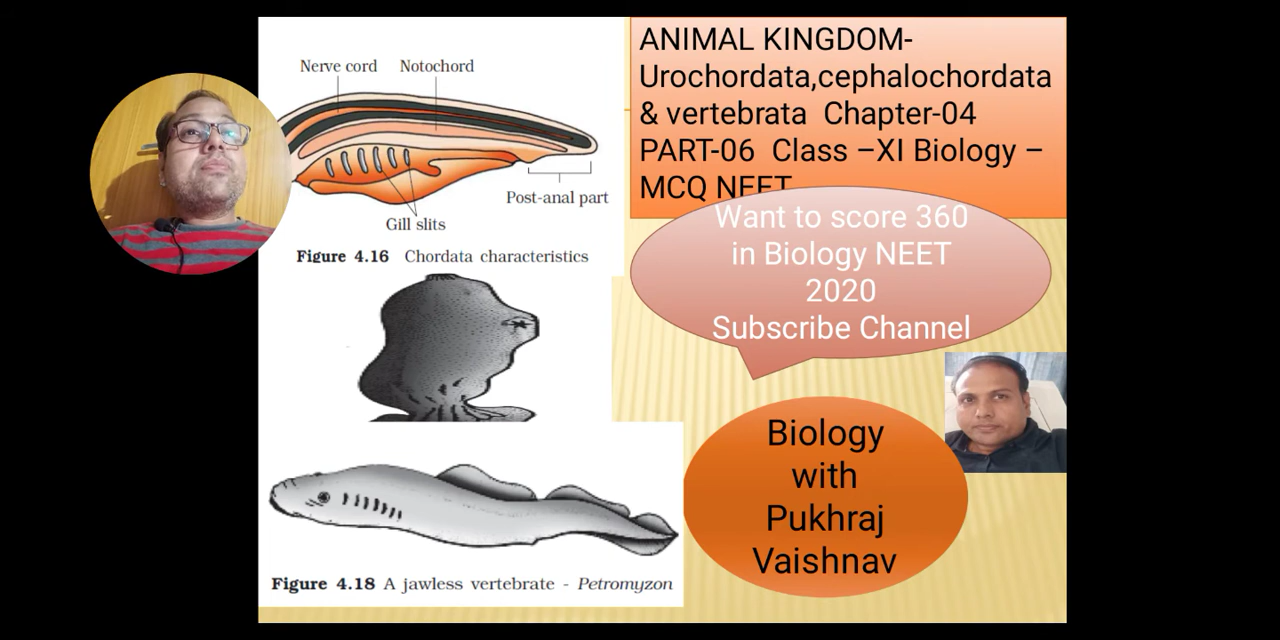 Nerve cord Notochord
Post-anal part
Gill slits
Figure 4.16 Chordata characteristics
Figure 4.18 A jawless vertebrate - Petromyzon
ANIMAL KINGDOM-
Urochordata,cephalochordata
& vertebrata Chapter-04
PART-06 Class –XI Biology –
MCQ NEET
Want to score 360
in Biology NEET
2020
Subscribe Channel
Biology
with
Pukhraj
Vaishnav